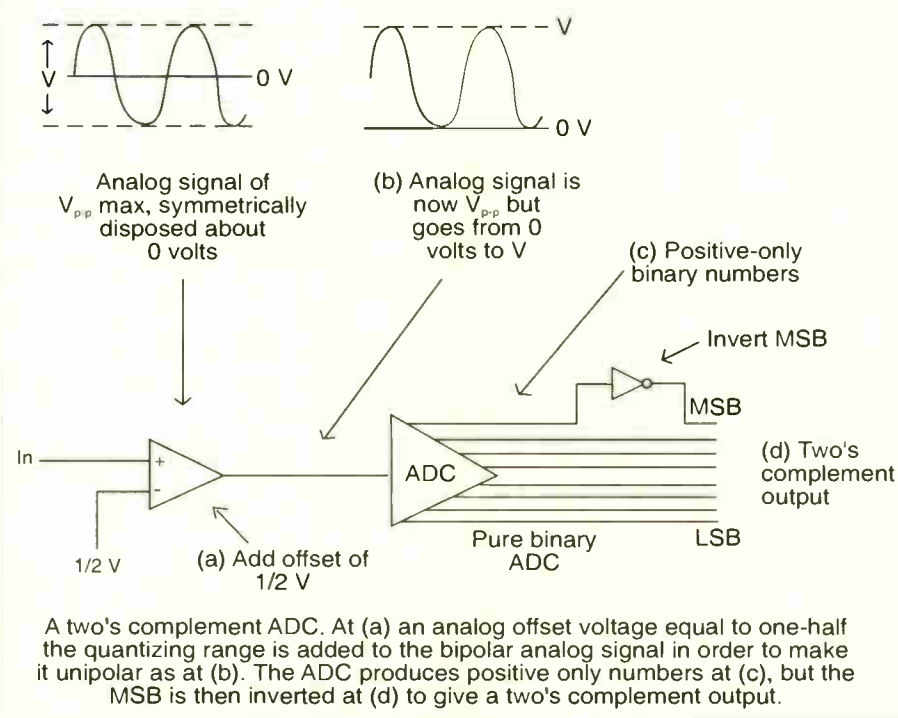 V
0 V
V
0 V
Analog signal of
Vp-p max, symmetrically
disposed about
0 volts
(b) Analog signal is
now Vp-p but
goes from 0
volts to V
(c) Positive-only
binary numbers
Invert MSB
MSB
In
+
-
1/2 V
(a) Add offset of
1/2 V
ADC
Pure binary
ADC
(d) Two's
complement
output
LSB
A two's complement ADC. At (a) an analog offset voltage equal to one-half
the quantizing range is added to the bipolar analog signal in order to make
it unipolar as at (b). The ADC produces positive only numbers at (c), but the
MSB is then inverted at (d) to give a two's complement output.